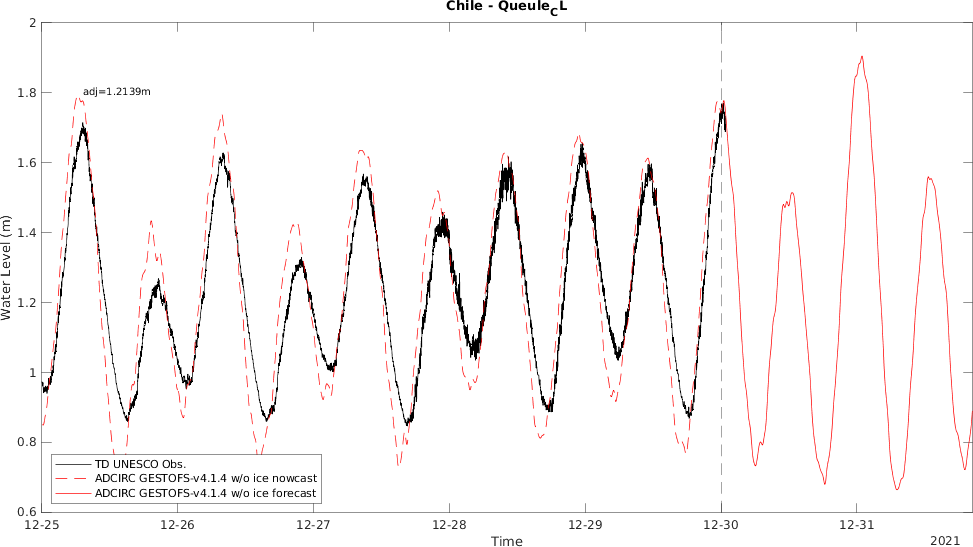 Chile - Queule_CL
2
1.8
1.6
1.4
1.2
1
0.8
0.6
Water Level (m)
adj=1.2139m
TD UNESCO Obs.
ADCIRC GESTOFS-v4.1.4 w/o ice nowcast
ADCIRC GESTOFS-v4.1.4 w/o ice forecast
12-25 12-26 12-27 12-28 12-29 12-30 12-31
Time
2021